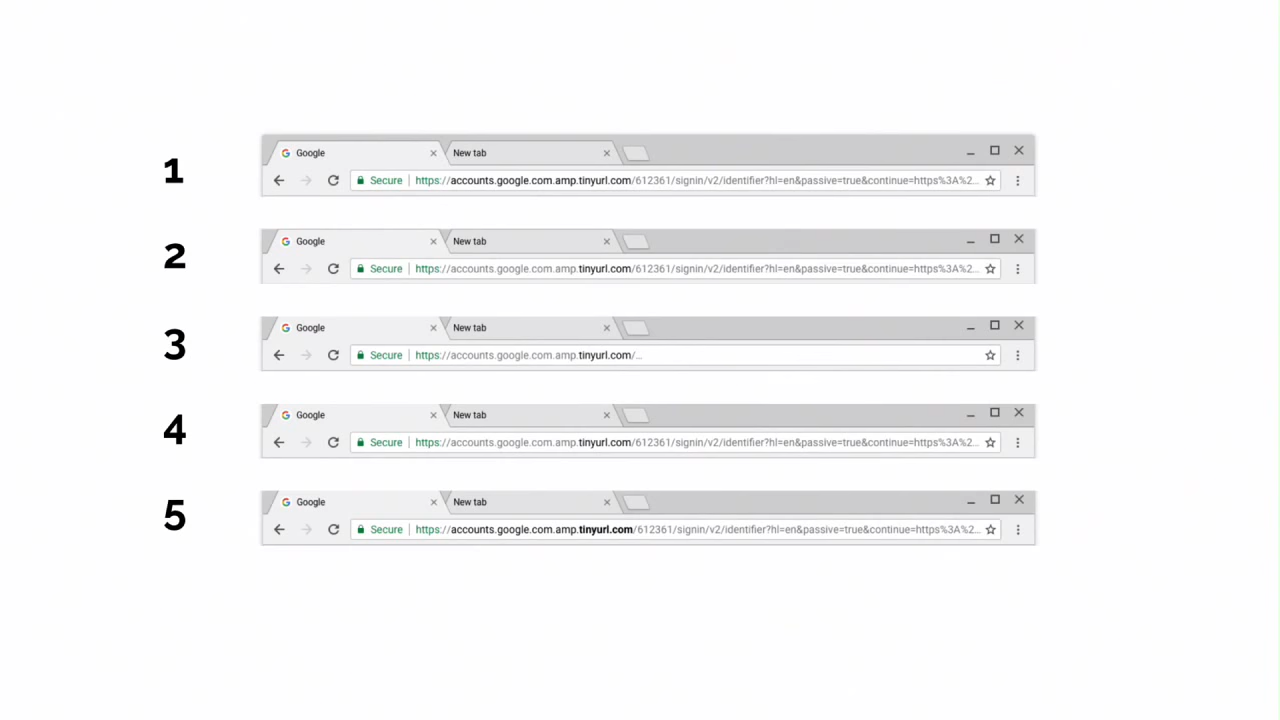 1
Google
New tab
Secure https://accounts.google.com.amp.tinyurl.com/612361/signin/v2/identifier?hl=en&passive=true&continue=https%3A%2...
2
Google
New tab
Secure https://accounts.google.com.amp.tinyurl.com/612361/signin/v2/identifier?hl=en&passive=true&continue=https%3A%2...
3
Google
New tab
Secure https://accounts.google.com.amp.tinyurl.com/...
4
Google
New tab
Secure https://accounts.google.com.amp.tinyurl.com/612361/signin/v2/identifier?hl=en&passive=true&continue=https%3A%2...
5
Google
New tab
Secure https://accounts.google.com.amp.tinyurl.com/612361/signin/v2/identifier?hl=en&passive=true&continue=https%3A%2...